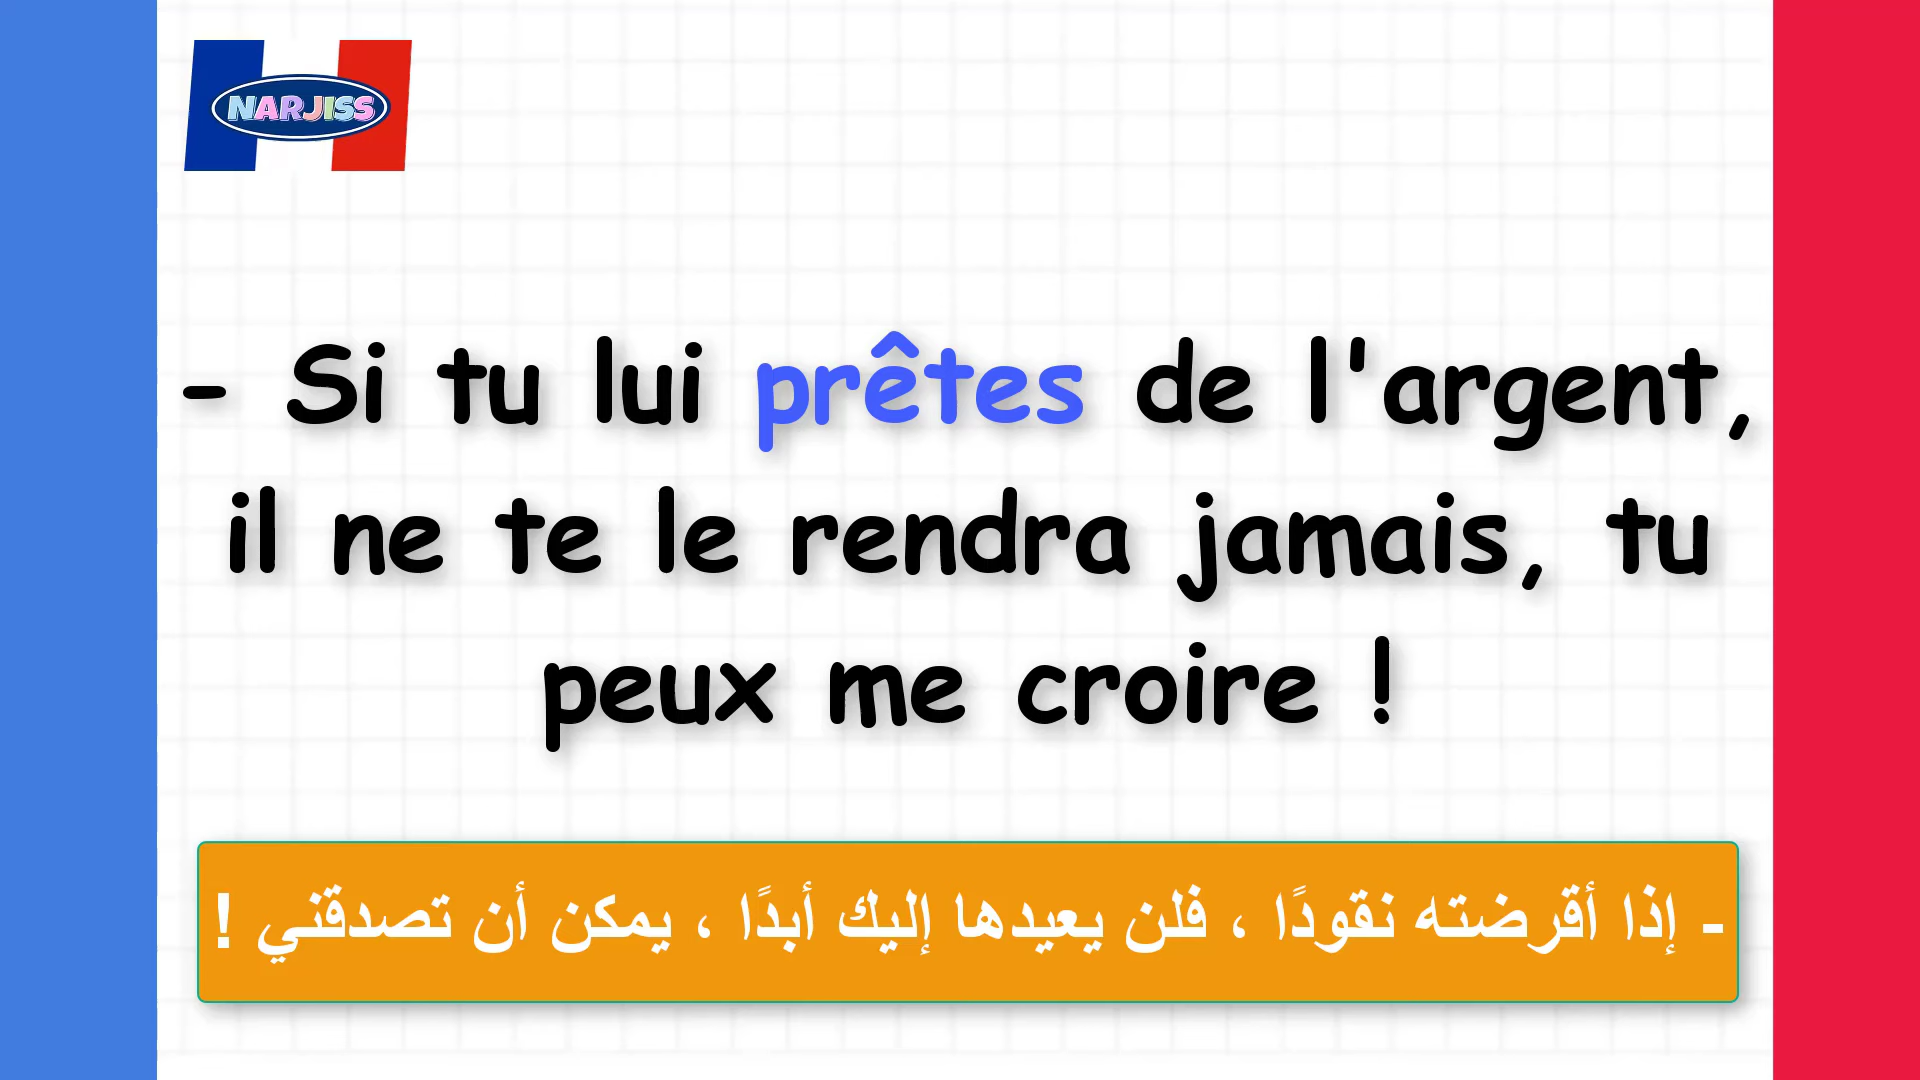 NARJISS
- Si tu lui prêtes de l'argent,
il ne te le rendra jamais, tu
peux me croire !
- إذا أقرضته نقودًا ، فلن يعيدها إليك أبدًا ، يمكن أن تصدقني !